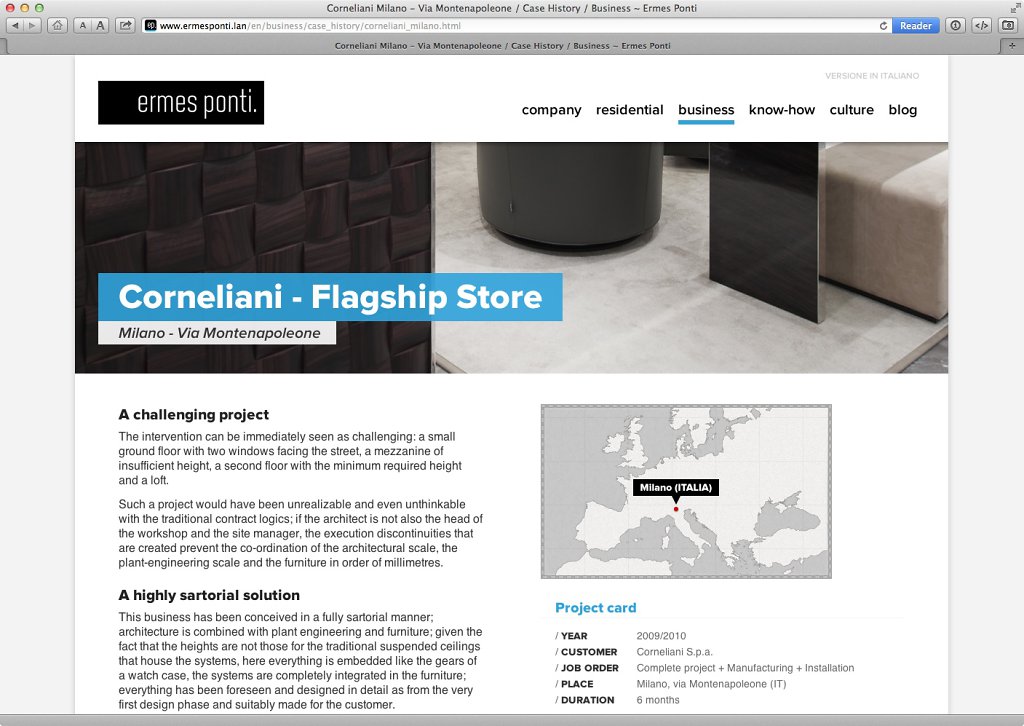 Corneliani Milano – Via Montenapoleone / Case History / Business ~ Ermes Ponti
A A
ep. www.ermesponti.lan/en/business/case_history/corneliani_milano.html
Reader
Corneliani Milano – Via Montenapoleone / Case History / Business ~ Ermes Ponti
VERSIONE IN ITALIANO
ermes ponti.
company residential business know-how culture blog
Corneliani - Flagship Store
Milano - Via Montenapoleone
A challenging project
The intervention can be immediately seen as challenging: a small
ground floor with two windows facing the street, a mezzanine of
insufficient height, a second floor with the minimum required height
and a loft.
Such a project would have been unrealizable and even unthinkable
with the traditional contract logics; if the architect is not also the head of
the workshop and the site manager, the execution discontinuities that
are created prevent the co-ordination of the architectural scale, the
plant-engineering scale and the furniture in order of millimetres.
A highly sartorial solution
This business has been conceived in a fully sartorial manner;
architecture is combined with plant engineering and furniture; given the
fact that the heights are not those for the traditional suspended ceilings
that house the systems, here everything is embedded like the gears of
a watch case, the systems are completely integrated in the furniture;
everything has been foreseen and designed in detail as from the very
first design phase and suitably made for the customer.
Milano (ITALIA)
Project card
/ YEAR 2009/2010
/ CUSTOMER Corneliani S.p.a.
/ JOB ORDER Complete project + Manufacturing + Installation
/ PLACE Milano, via Montenapoleone (IT)
/ DURATION 6 months